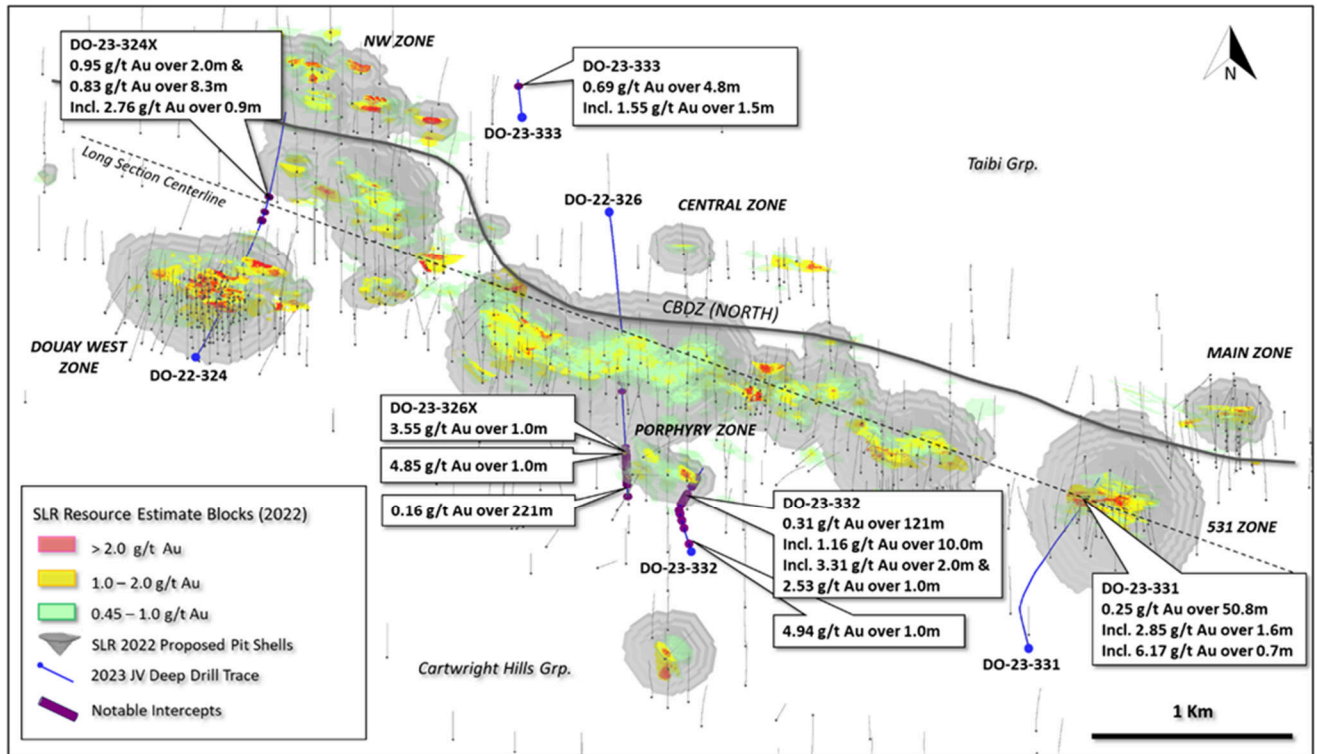 DO-23-324X
0.95 g/t Au over 2.0m &
0.83 g/t Au over 8.3m
Incl. 2.76 g/t Au over 0.9m
NW ZONE
DO-23-333
0.69 g/t Au over 4.8m
Incl. 1.55 g/t Au over 1.5m
DO-23-333
N
Taibi Grp.
Long Section Centerline
DO-22-326
CENTRAL ZONE
CBDZ (NORTH)
DOUAY WEST
ZONE
DO-22-324
MAIN ZONE
DO-23-326X
3.55 g/t Au over 1.0m
4.85 g/t Au over 1.0m
0.16 g/t Au over 221m
PORPHYRY ZONE
DO-23-332
0.31 g/t Au over 121m
Incl. 1.16 g/t Au over 10.0m
Incl. 3.31 g/t Au over 2.0m &
2.53 g/t Au over 1.0m
4.94 g/t Au over 1.0m
DO-23-332
531 ZONE
DO-23-331
0.25 g/t Au over 50.8m
Incl. 2.85 g/t Au over 1.6m
Incl. 6.17 g/t Au over 0.7m
DO-23-331
Cartwright Hills Grp.
SLR Resource Estimate Blocks (2022)
> 2.0 g/t Au
1.0 – 2.0 g/t Au
0.45 – 1.0 g/t Au
SLR 2022 Proposed Pit Shells
2023 JV Deep Drill Trace
Notable Intercepts
1 Km